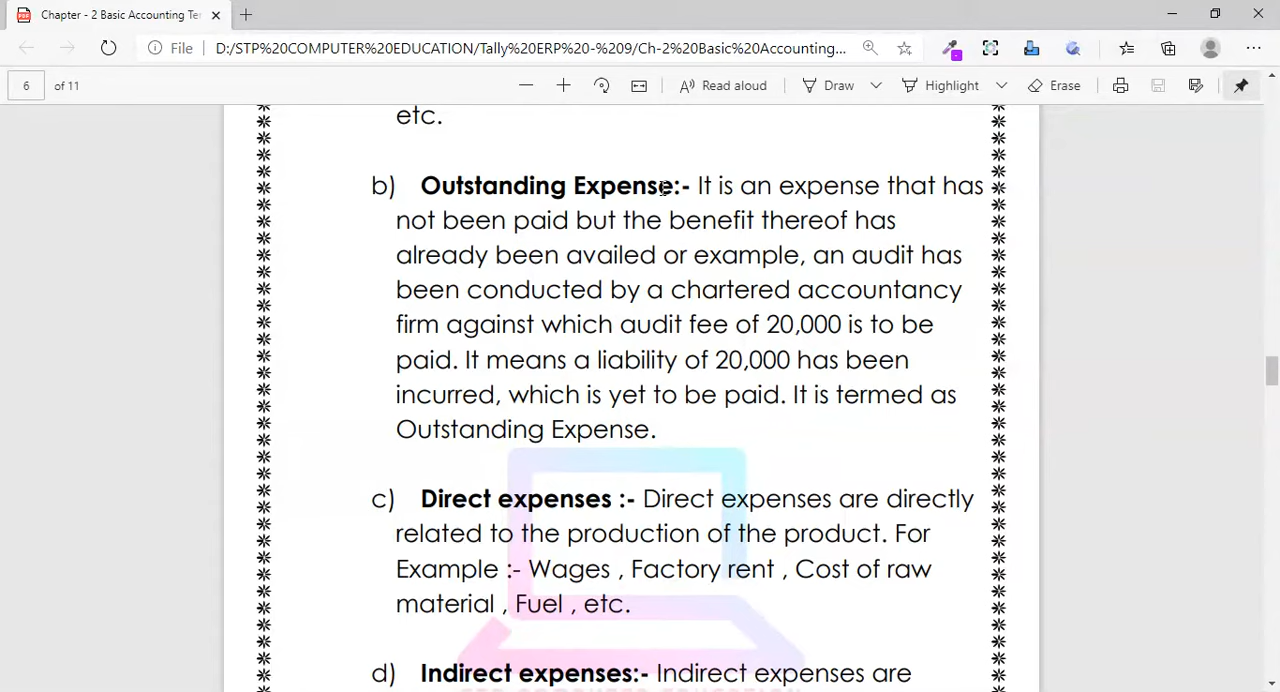 Chapter - 2 Basic Accounting Te
File D:/STP%20COMPUTER%20EDUCATION/Tally%20ERP%20-%209/Ch-2%20Basic%20Accounting...
6 of 11 Read aloud Draw Highlight Erase
etc.
b) Outstanding Expense:- It is an expense that has
not been paid but the benefit thereof has
already been availed or example, an audit has
been conducted by a chartered accountancy
firm against which audit fee of 20,000 is to be
paid. It means a liability of 20,000 has been
incurred, which is yet to be paid. It is termed as
Outstanding Expense.
c) Direct expenses :- Direct expenses are directly
related to the production of the product. For
Example :- Wages , Factory rent , Cost of raw
material , Fuel , etc.
d) Indirect expenses:- Indirect expenses are